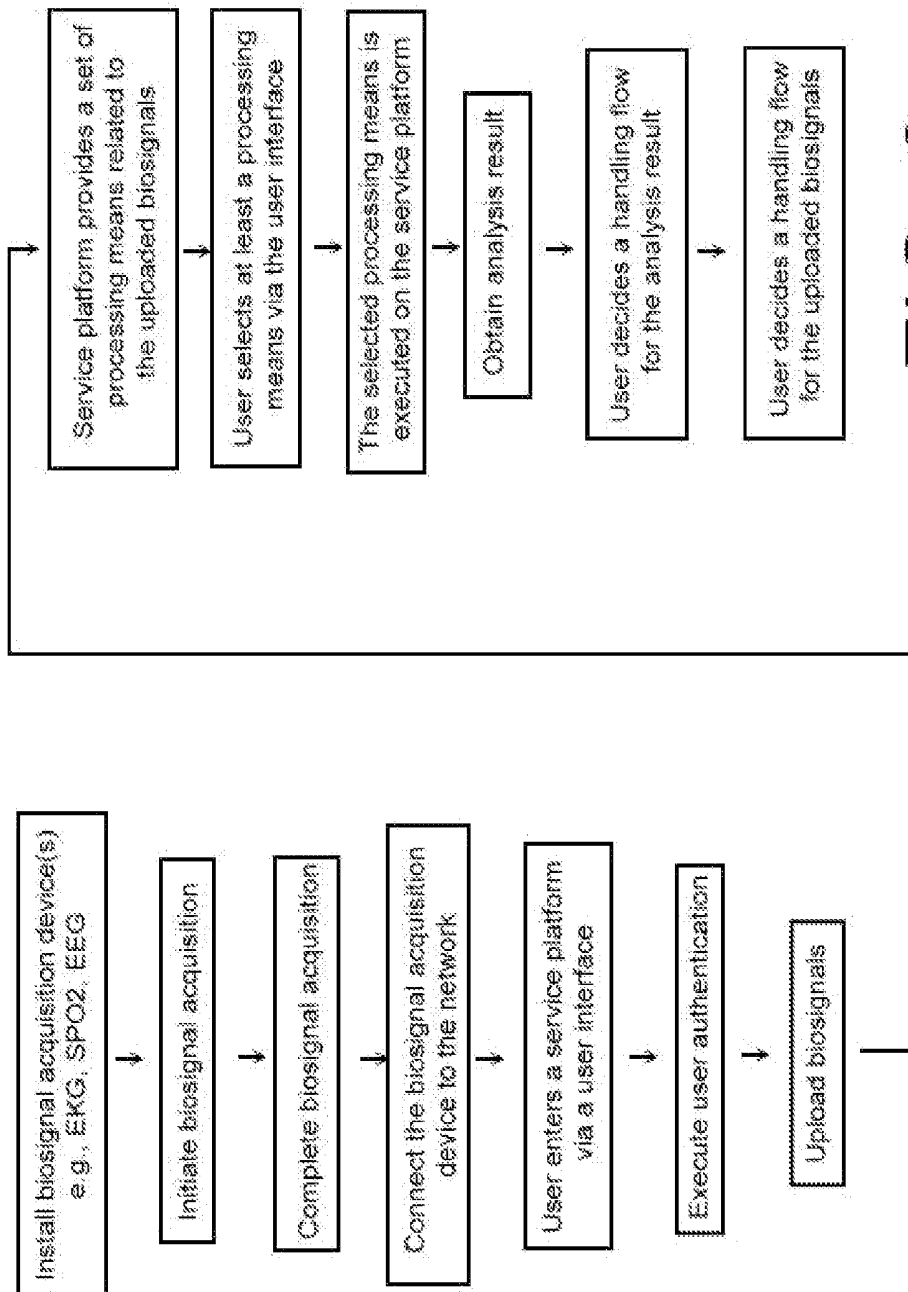 Install biosignal acquisition device(s)
e.g., EKG, SPO2, EEG
Initiate biosignal acquisition
Complete biosignal acquisition
Connect the biosignal acquisition
device to the network
User enters a service platform
via a user interface
Execute user authentication
Upload biosignals
Service platform provides a set of
processing means related to
the uploaded biosignals
User selects at least a processing
means via the user interface
The selected processing means is
executed on the service platform
Obtain analysis result
User decides a handling flow
for the analysis result
User decides a handling flow
for the uploaded biosignals